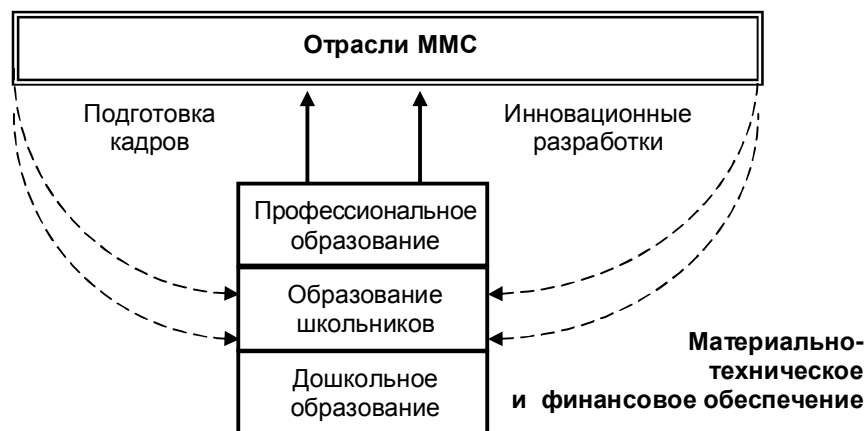 Отрасли ММС
Подготовка
кадров
Инновационные
разработки
Профессиональное
образование
Образование
школьников
Дошкольное
образование
Материально-
техническое
и финансовое обеспечение